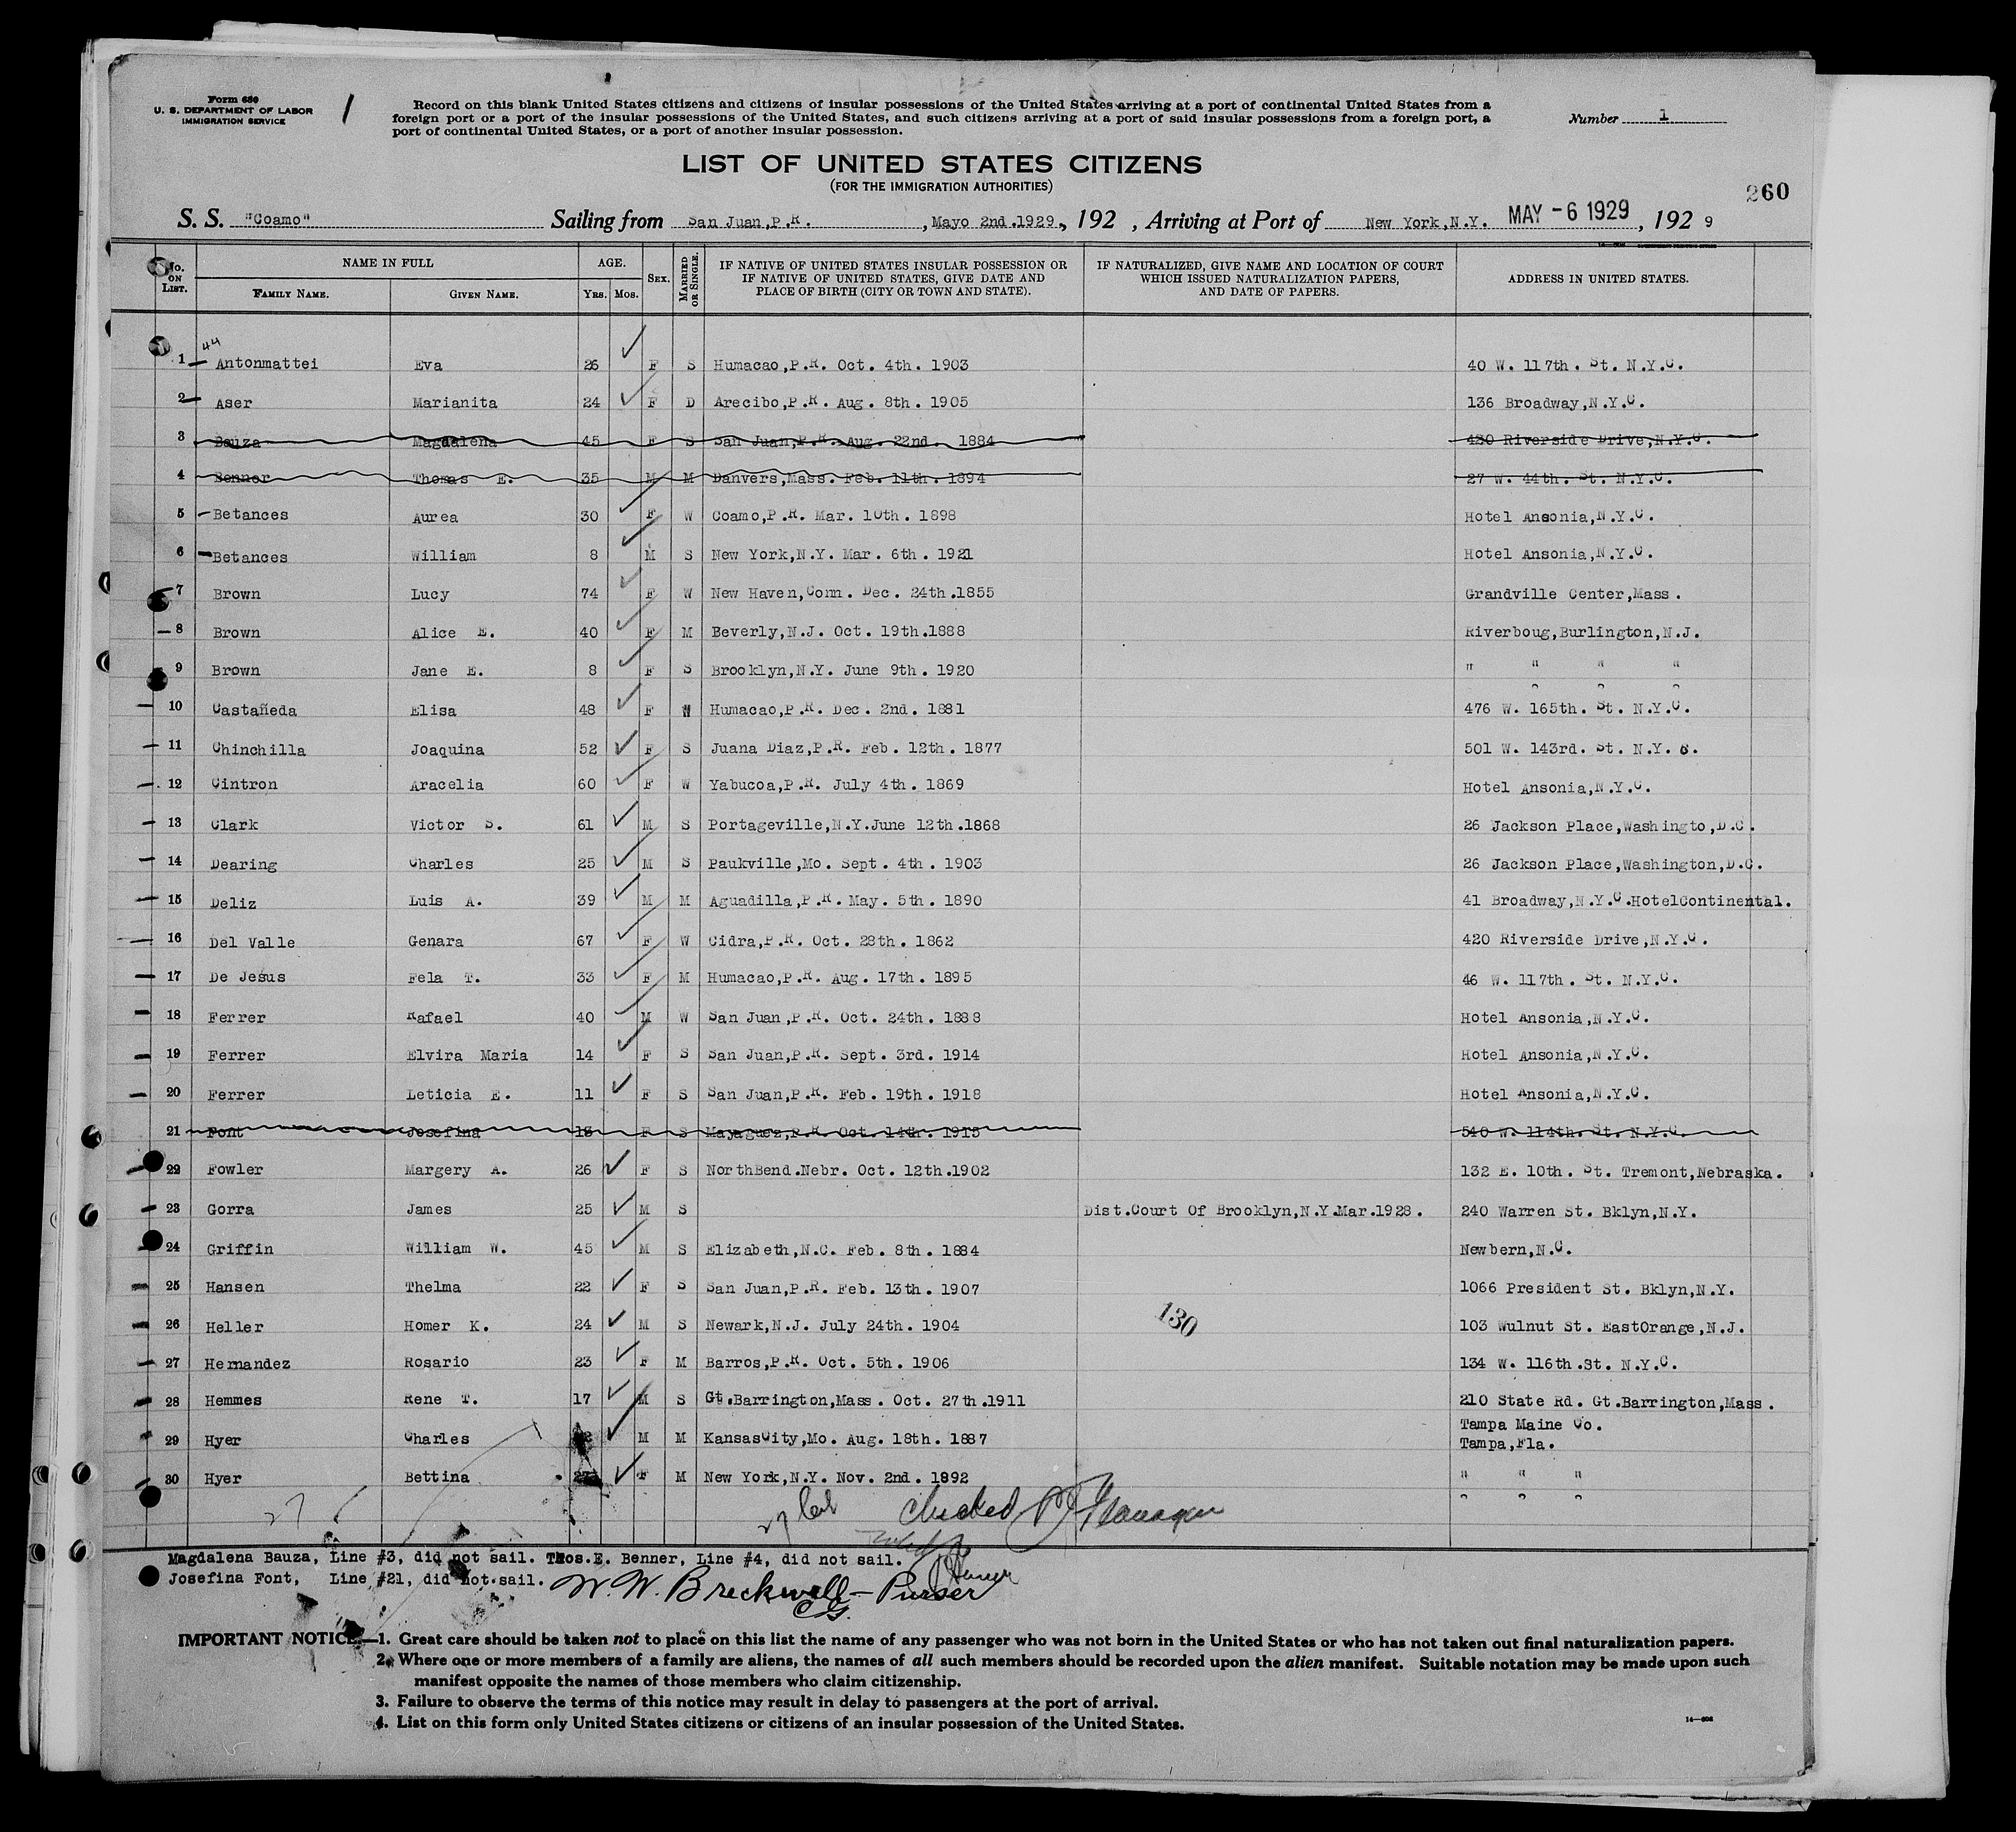 Form 630
U. S. DEPARTMENT OF LABOR
IMMIGRATION SERVICE
1
Record on this blank United States citizens and citizens of insular possessions of the United States arriving at a port of continental United States from a
foreign port or a port of the insular possessions of the United States, and such citizens arriving at a port of said insular possessions from a foreign port, a
port of continental United States, or a port of another insular possession.
Number 1
LIST OF UNITED STATES CITIZENS
(FOR THE IMMIGRATION AUTHORITIES)
260
S. S. "Coamo" Sailing from San Juan,P.R. , Mayo 2nd.1929., 192 , Arriving at Port of New York,N.Y. MAY -6 1929 , 192 9
No. ON LIST. NAME IN FULL AGE. SEX. MARRIED OR SINGLE. IF NATIVE OF UNITED STATES INSULAR POSSESSION OR IF NATIVE OF UNITED STATES, GIVE DATE AND PLACE OF BIRTH (CITY OR TOWN AND STATE). IF NATURALIZED, GIVE NAME AND LOCATION OF COURT WHICH ISSUED NATURALIZATION PAPERS, AND DATE OF PAPERS. ADDRESS IN UNITED STATES.
FAMILY NAME. GIVEN NAME. YRS. MOS.
44
1 Antonmattei Eva 26 F S Humacao,P.R. Oct. 4th. 1903 40 W. 117th. St. N.Y.C.
2 Aser Marianita 24 F D Arecibo,P.R. Aug. 8th. 1905 136 Broadway,N.Y.C.
3 Bauza Magdalena 45 F S San Juan,P.R. Aug. 22nd. 1884 420 Riverside Drive,N.Y.C.
4 Benner Thomas E. 35 M M Danvers,Mass. Feb. 11th. 1894 27 W. 44th. St. N.Y.C.
5 Betances Aurea 30 F W Coamo,P.R. Mar. 10th. 1898 Hotel Ansonia,N.Y.C.
6 Betances William 8 M S New York,N.Y. Mar. 6th. 1921 Hotel Ansonia,N.Y.C.
7 Brown Lucy 74 F W New Haven,Conn. Dec. 24th.1855 Grandville Center,Mass.
8 Brown Alice E. 40 F M Beverly,N.J. Oct. 19th.1888 Riverboug,Burlington,N.J.
9 Brown Jane E. 8 F S Brooklyn,N.Y. June 9th. 1920 " " " "
10 Castañeda Elisa 48 F W Humacao,P.R. Dec. 2nd. 1881 476 W. 165th. St. N.Y.C.
11 Chinchilla Joaquina 52 F S Juana Diaz,P.R. Feb. 12th. 1877 501 W. 143rd. St. N.Y. C.
12 Cintron Aracelia 60 F W Yabucoa,P.R. July 4th. 1869 Hotel Ansonia,N.Y.C.
13 Clark Victor S. 61 M S Portageville,N.Y.June 12th.1868 26 Jackson Place,Washingto,D.C.
14 Dearing Charles 25 M S Paukville,Mo. Sept. 4th. 1903 26 Jackson Place,Washington,D.C.
15 Deliz Luis A. 39 M M Aguadilla,P.R. May. 5th. 1890 41 Broadway,N.Y.C.HotelContinental.
16 Del Valle Genara 67 F W Cidra,P.R. Oct. 28th. 1862 420 Riverside Drive,N.Y.C.
17 De Jesus Fela T. 33 F M Humacao,P.R. Aug. 17th. 1895 46 W. 117th. St. N.Y.C.
18 Ferrer Rafael 40 M W San Juan,P.R. Oct. 24th. 1888 Hotel Ansonia,N.Y.C.
19 Ferrer Elvira Maria 14 F S San Juan,P.R. Sept. 3rd. 1914 Hotel Ansonia,N.Y.C.
20 Ferrer Leticia E. 11 F S San Juan,P.R. Feb. 19th. 1918 Hotel Ansonia,N.Y.C.
21 Font Josefina 13 F S Mayaguez,P.R. Oct. 14th. 1915 540 W. 114th. St. N.Y.C.
22 Fowler Margery A. 26 F S NorthBend.Nebr. Oct. 12th.1902 132 E. 10th. St. Tremont,Nebraska.
23 Gorra James 25 M S Dist.Court Of Brooklyn,N.Y.Mar.1928. 240 Warren St. Bklyn,N.Y.
24 Griffin William W. 45 M S Elizabeth,N.C. Feb. 8th. 1884 Newbern,N.C.
25 Hansen Thelma 22 F S San Juan,P.R. Feb. 13th. 1907 1066 President St. Bklyn,N.Y.
26 Heller Homer K. 24 M S Newark,N.J. July 24th. 1904 130 103 Wulnut St. EastOrange,N.J.
27 Hernandez Rosario 23 F M Barros,P.R. Oct. 5th. 1906 134 W. 116th.St. N.Y.C.
28 Hemmes Rene T. 17 M S Gt.Barrington,Mass. Oct. 27th.1911 210 State Rd. Gt.Barrington,Mass.
29 Hyer Charles M M KansasCity,Mo. Aug. 18th. 1887 Tampa Maine Co.
Tampa,Fla.
30 Hyer Bettina F M New York,N.Y. Nov. 2nd. 1892 " " "
27 checked
Magdalena Bauza, Line #3, did not sail. Thos.E. Benner, Line #4, did not sail.
Josefina Font, Line #21, did not.sail. W. W. Breckwell - Purser
IMPORTANT NOTICE.—1. Great care should be taken not to place on this list the name of any passenger who was not born in the United States or who has not taken out final naturalization papers.
2. Where one or more members of a family are aliens, the names of all such members should be recorded upon the alien manifest. Suitable notation may be made upon such
manifest opposite the names of those members who claim citizenship.
3. Failure to observe the terms of this notice may result in delay to passengers at the port of arrival.
4. List on this form only United States citizens or citizens of an insular possession of the United States.